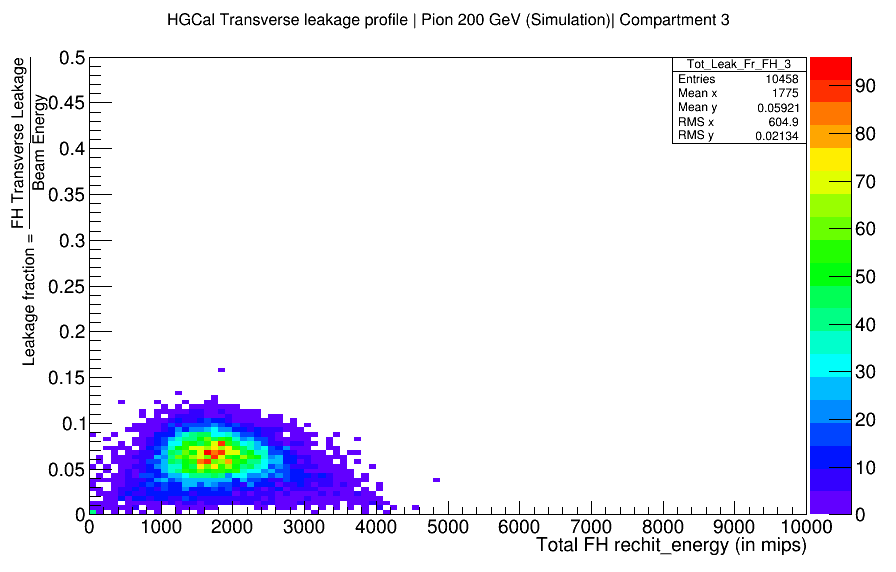 HGCal Transverse leakage profile | Pion 200 GeV (Simulation)| Compartment 3
Leakage fraction = FH Transverse Leakage
Beam Energy
0.5
0.45
0.4
0.35
0.3
0.25
0.2
0.15
0.1
0.05
0
Tot_Leak_Fr_FH_3
Entries 10458
Mean x 1775
Mean y 0.05921
RMS x 604.9
RMS y 0.02134
90
80
70
60
50
40
30
20
10
0
0 1000 2000 3000 4000 5000 6000 7000 8000 9000 10000
Total FH rechit_energy (in mips)